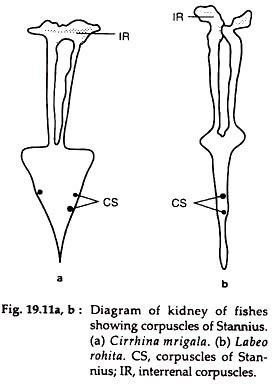 IR
IR
CS
CS
a
b
Fig. 19.11a, b : Diagram of kidney of fishes
showing corpuscles of Stannius.
(a) Cirrhina mrigala. (b) Labeo
rohita. CS, corpuscles of Stan-
nius; IR, interrenal corpuscles.